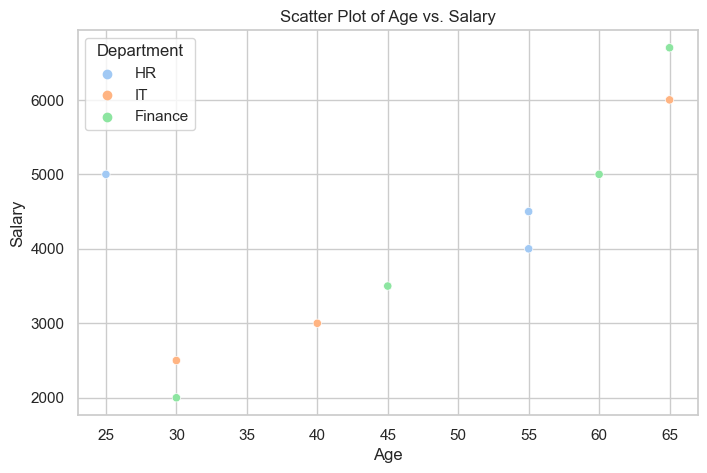 Scatter Plot of Age vs. Salary
Department
HR
IT
Finance
6000
5000
4000
3000
2000
Salary
25 30 35 40 45 50 55 60 65
Age